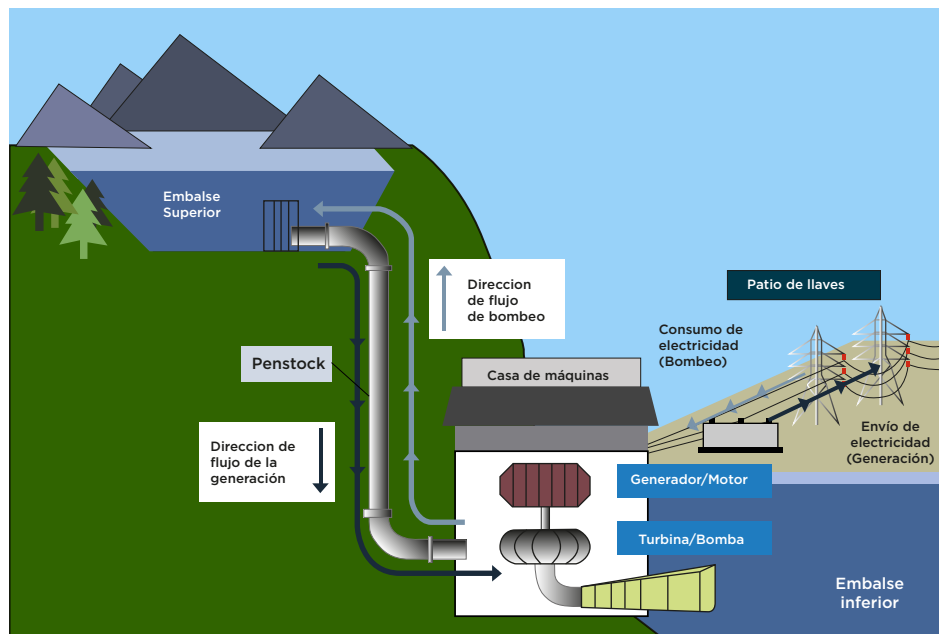 Embalse
Superior
Direccion
de flujo
de bombeo
Patio de llaves
Consumo de
electricidad
(Bombeo)
Penstock
Casa de máquinas
Direccion de
flujo de la
generación
Envío de
electricidad
(Generación)
Generador/Motor
Turbina/Bomba
Embalse
inferior